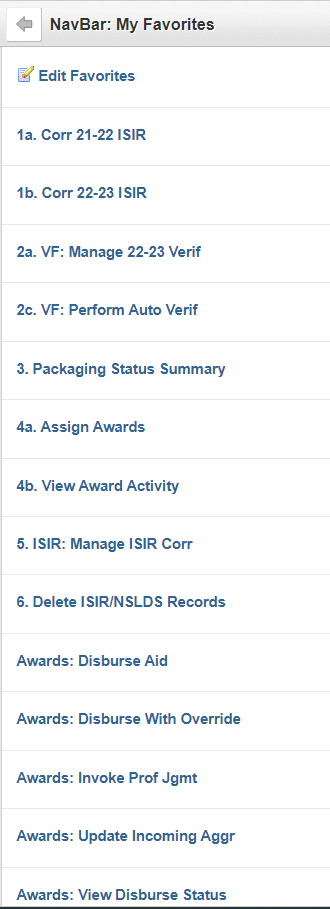 NavBar: My Favorites
Edit Favorites
1a. Corr 21-22 ISIR
1b. Corr 22-23 ISIR
2a. VF: Manage 22-23 Verif
2c. VF: Perform Auto Verif
3. Packaging Status Summary
4a. Assign Awards
4b. View Award Activity
5. ISIR: Manage ISIR Corr
6. Delete ISIR/NSLDS Records
Awards: Disburse Aid
Awards: Disburse With Override
Awards: Invoke Prof Jgmt
Awards: Update Incoming Aggr
Awards: View Disburse Status